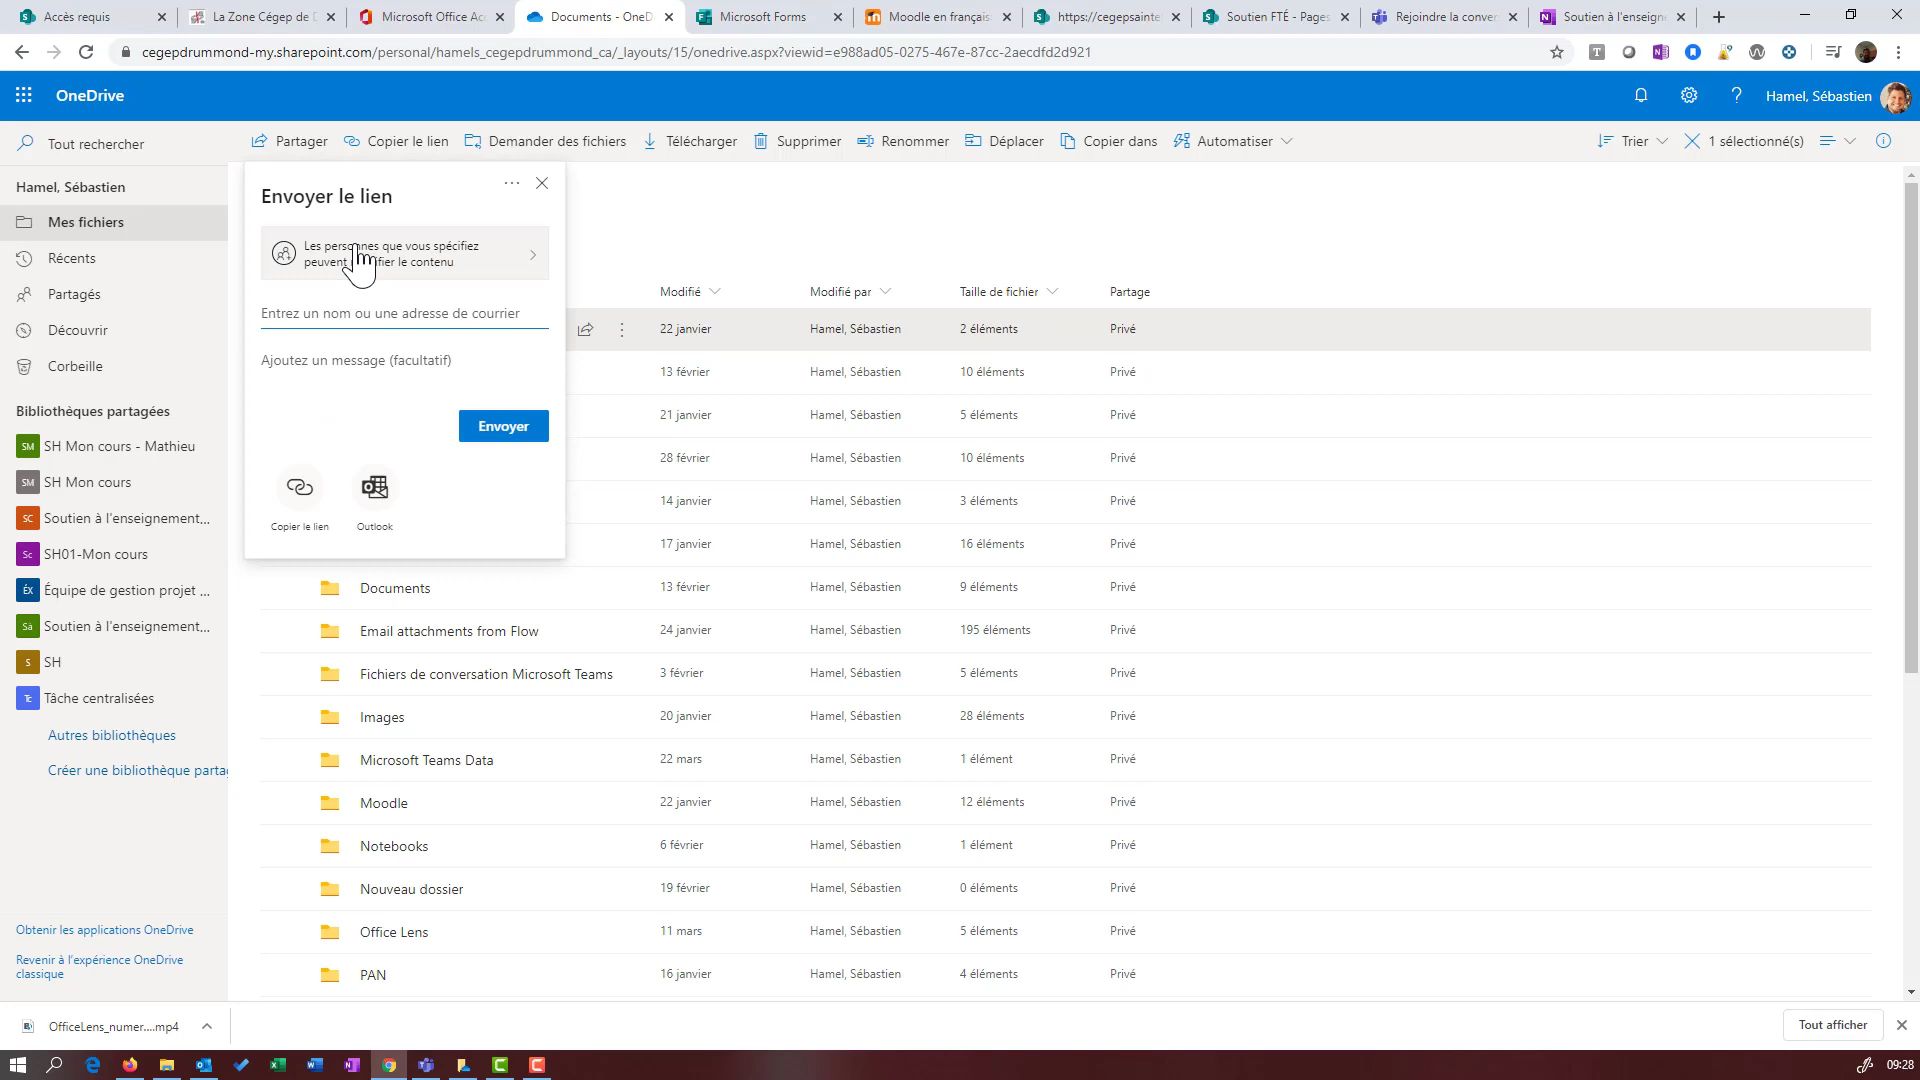 Accès requis
La Zone Cégep de D
Microsoft Office Acc
Documents - OneD
Microsoft Forms
Moodle en français
https://cegepsainte
Soutien FTÉ - Pages
Rejoindre la conver
Soutien à l'enseign
cegepdrummond-my.sharepoint.com/personal/hamels_cegepdrummond_ca/_layouts/15/onedrive.aspx?viewid=e988ad05-0275-467e-87cc-2aecdfd2d921
OneDrive
Hamel, Sébastien
Tout rechercher
Partager
Copier le lien
Demander des fichiers
Télécharger
Supprimer
Renommer
Déplacer
Copier dans
Automatiser
Trier
1 sélectionné(s)
Hamel, Sébastien
Mes fichiers
Récents
Partagés
Découvrir
Corbeille
Bibliothèques partagées
SM SH Mon cours - Mathieu
SM SH Mon cours
SC Soutien à l'enseignement...
Sc SH01-Mon cours
ÉX Équipe de gestion projet ...
Sà Soutien à l'enseignement...
S SH
Tc Tâche centralisées
Autres bibliothèques
Créer une bibliothèque parta
Obtenir les applications OneDrive
Revenir à l'expérience OneDrive
classique
Envoyer le lien
Les personnes que vous spécifiez
peuvent fier le contenu
Entrez un nom ou une adresse de courrier
Ajoutez un message (facultatif)
Envoyer
Copier le lien
Outlook
Modifié Modifié par Taille de fichier Partage
22 janvier Hamel, Sébastien 2 éléments Privé
13 février Hamel, Sébastien 10 éléments Privé
21 janvier Hamel, Sébastien 5 éléments Privé
28 février Hamel, Sébastien 10 éléments Privé
14 janvier Hamel, Sébastien 3 éléments Privé
17 janvier Hamel, Sébastien 16 éléments Privé
Documents 13 février Hamel, Sébastien 9 éléments Privé
Email attachments from Flow 24 janvier Hamel, Sébastien 195 éléments Privé
Fichiers de conversation Microsoft Teams 3 février Hamel, Sébastien 5 éléments Privé
Images 20 janvier Hamel, Sébastien 28 éléments Privé
Microsoft Teams Data 22 mars Hamel, Sébastien 1 élément Privé
Moodle 22 janvier Hamel, Sébastien 12 éléments Privé
Notebooks 6 février Hamel, Sébastien 1 élément Privé
Nouveau dossier 19 février Hamel, Sébastien 0 éléments Privé
Office Lens 11 mars Hamel, Sébastien 5 éléments Privé
PAN 16 janvier Hamel, Sébastien 4 éléments Privé
OfficeLens_numer....mp4
Tout afficher
09:28